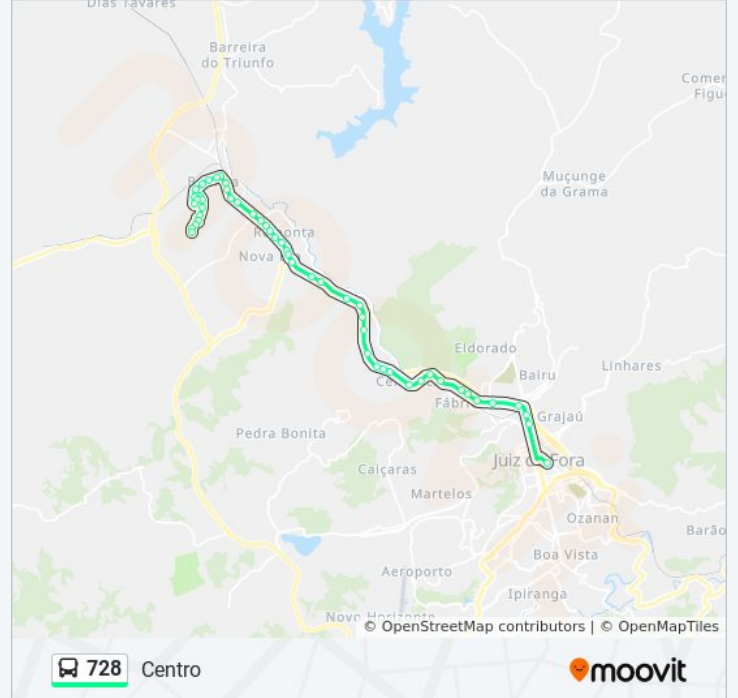 Dias Tavares
Barreira
do Triunfo
Comer
Figu
Muçunge
da Grama
Nova
Eldorado
Linhares
Bairu
Fábri
Grajaú
Pedra Bonita
Juiz de Fora
Caiçaras
Martelos
Ozanan
Barão
Boa Vista
Aeroporto
Ipiranga
Novo Horizonte
© OpenStreetMap contributors | © OpenMapTiles
728 Centro
moovit